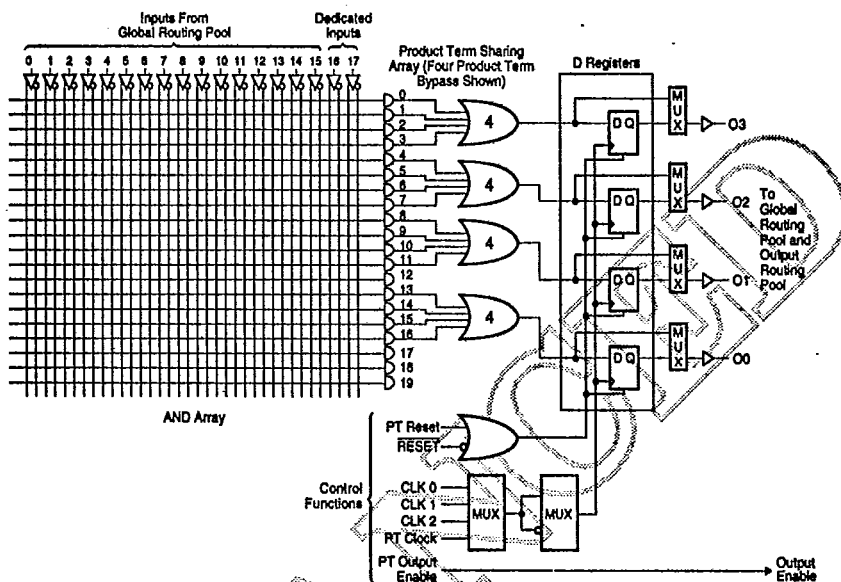 Inputs From
Global Routing Pool
Dedicated
Inputs
0 1 2 3 4 5 6 7 8 9 10 11 12 13 14 15 16 17
Product Term Sharing
Array (Four Product Term
Bypass Shown)
D Registers
0
1
2
3
4
5
6
7
8
9
10
11
12
13
14
15
16
17
18
19
4
4
4
4
D Q
D Q
D Q
D Q
MUX
MUX
MUX
MUX
O3
O2
O1
O0
To
Global
Routing
Pool and
Output
Routing
Pool
AND Array
Control
Functions
PT Reset
RESET
CLK 0
CLK 1
CLK 2
RT Clock
MUX
MUX
PT Output
Enable
Output
Enable